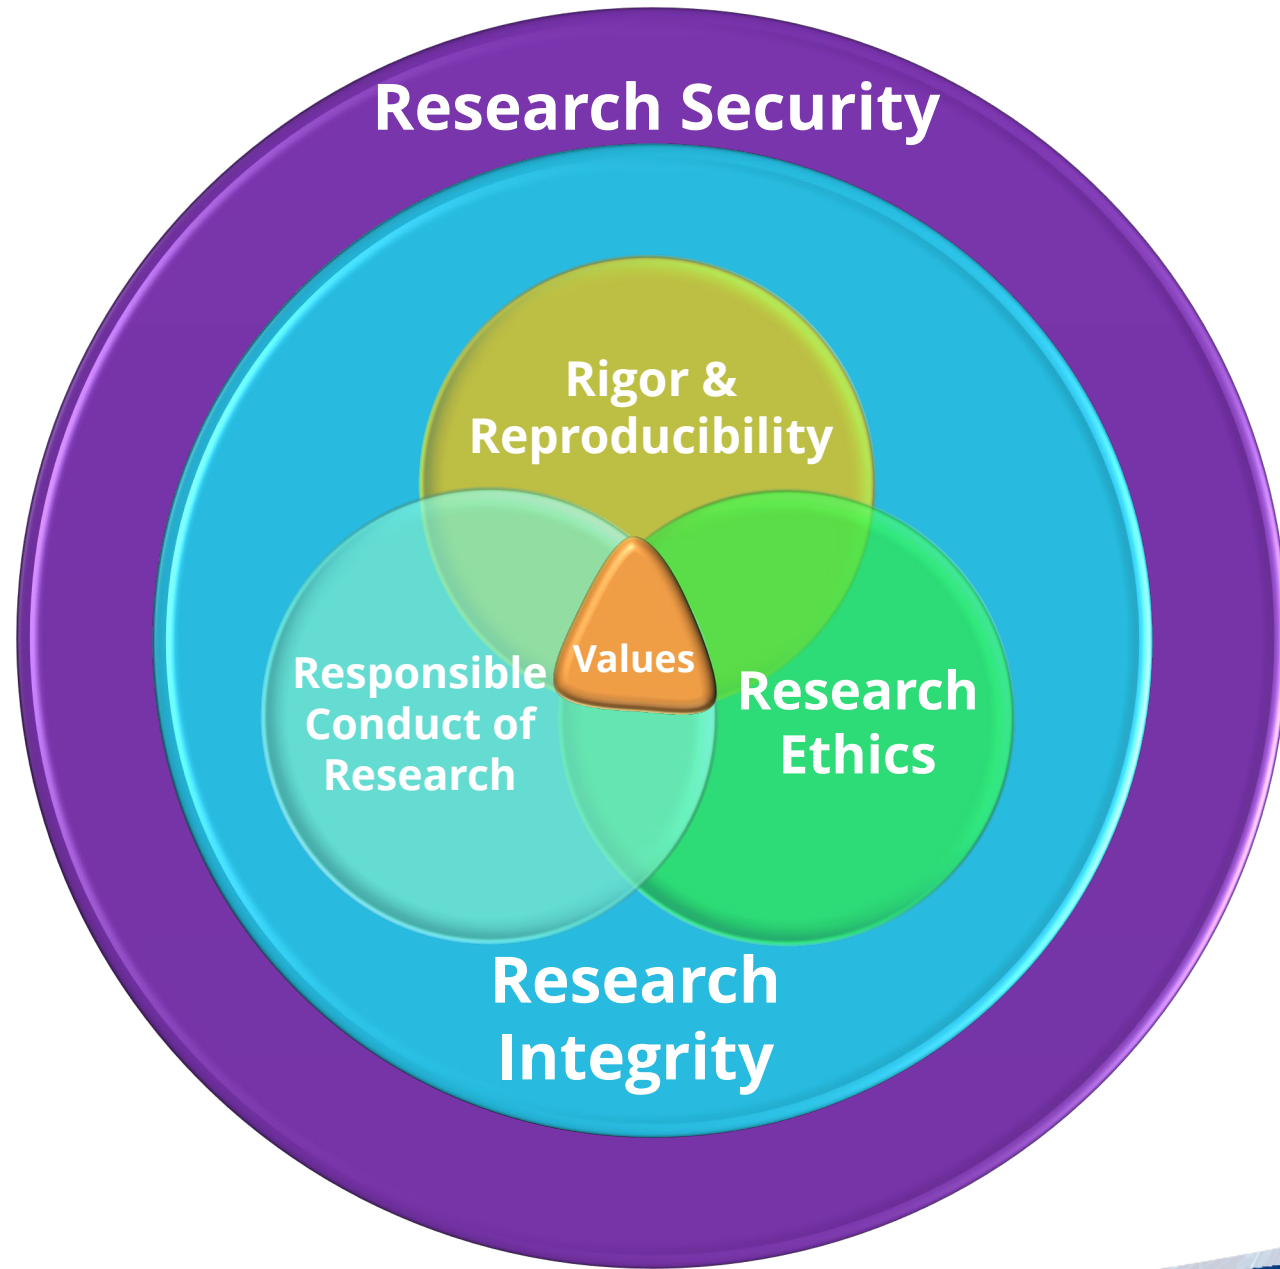 Research Security
Rigor &
Reproducibility
Values
Responsible
Conduct of
Research
Research
Ethics
Research
Integrity